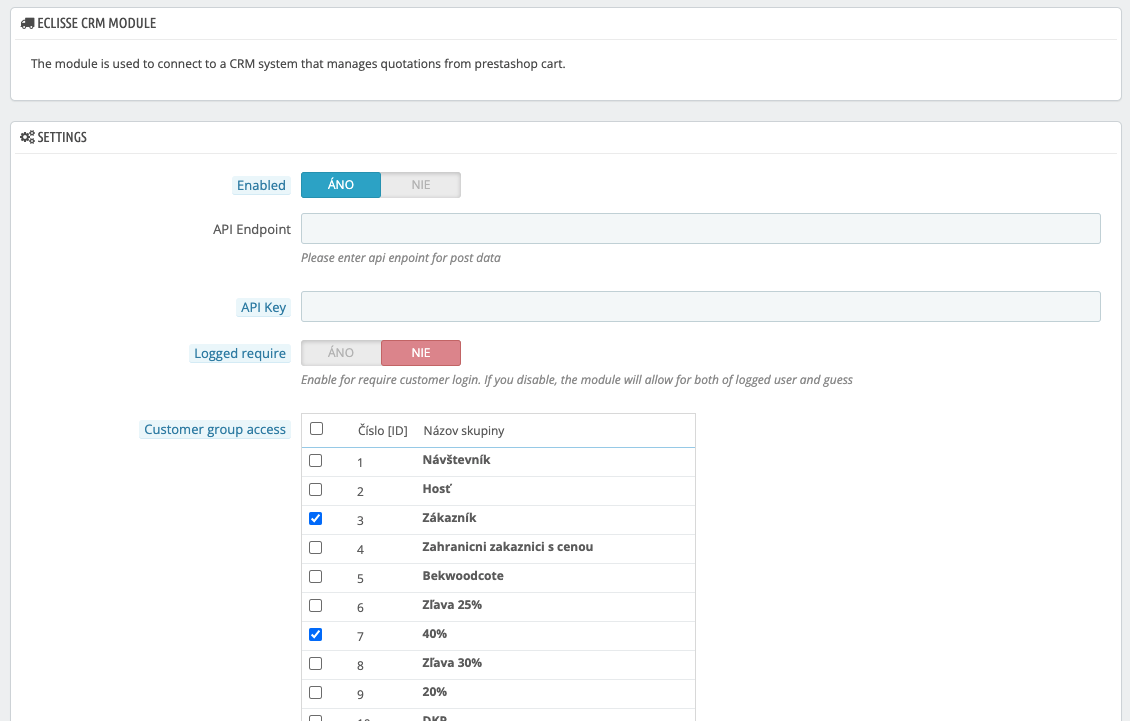 ECLISSE CRM MODULE
The module is used to connect to a CRM system that manages quotations from prestashop cart.
SETTINGS
Enabled ÁNO NIE
API Endpoint
Please enter api enpoint for post data
API Key
Logged require ÁNO NIE
Enable for require customer login. If you disable, the module will allow for both of logged user and guess
Customer group access Číslo [ID] Názov skupiny
1 Návštevník
2 Hosť
3 Zákazník
4 Zahranicni zakaznici s cenou
5 Bekwoodcote
6 Zľava 25%
7 40%
8 Zľava 30%
9 20%